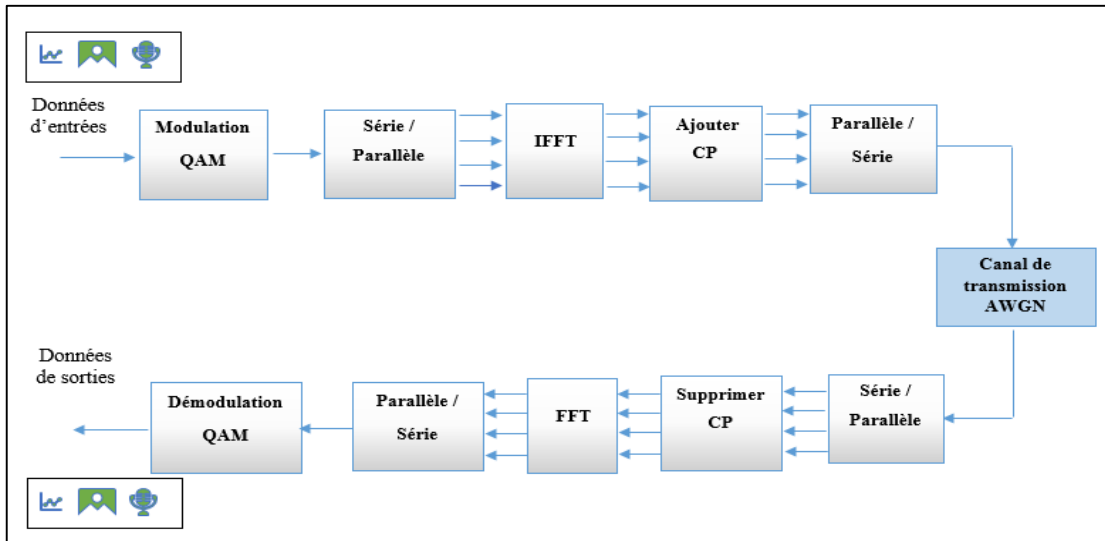 Données
d'entrées
Modulation
QAM
Série /
Parallèle
IFFT
Ajouter
CP
Parallèle /
Série
Canal de
transmission
AWGN
Données
de sorties
Démodulation
QAM
Parallèle /
Série
FFT
Supprimer
CP
Série /
Parallèle